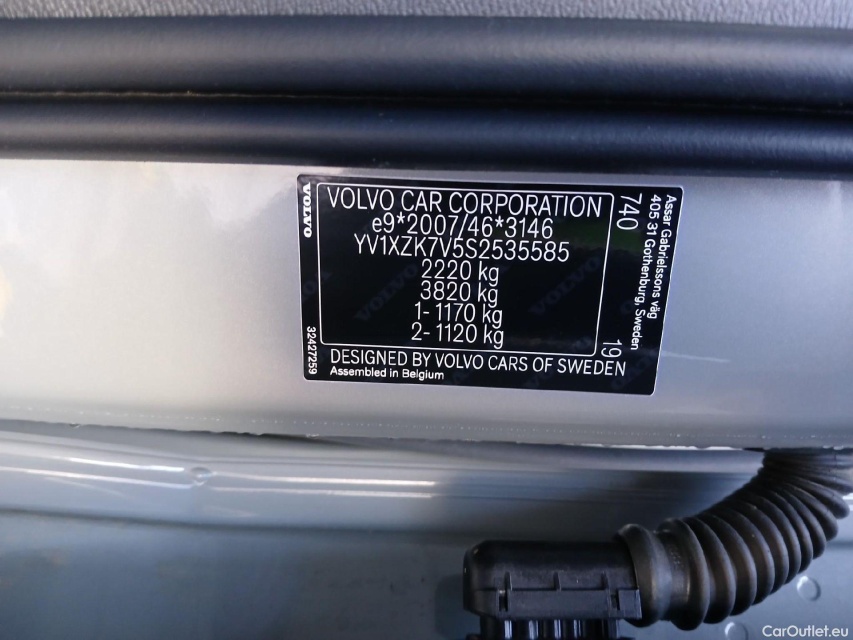 VOLVO
VOLVO CAR CORPORATION
e9*2007/46*3146
YV1XZK7V5S2535585
2220 kg
3820 kg
1- 1170 kg
2- 1120 kg
DESIGNED BY VOLVO CARS OF SWEDEN
Assembled in Belgium
32427259
740
19
Assar Gabrielssons väg
405 31 Gothenburg, Sweden
CarOutlet.eu